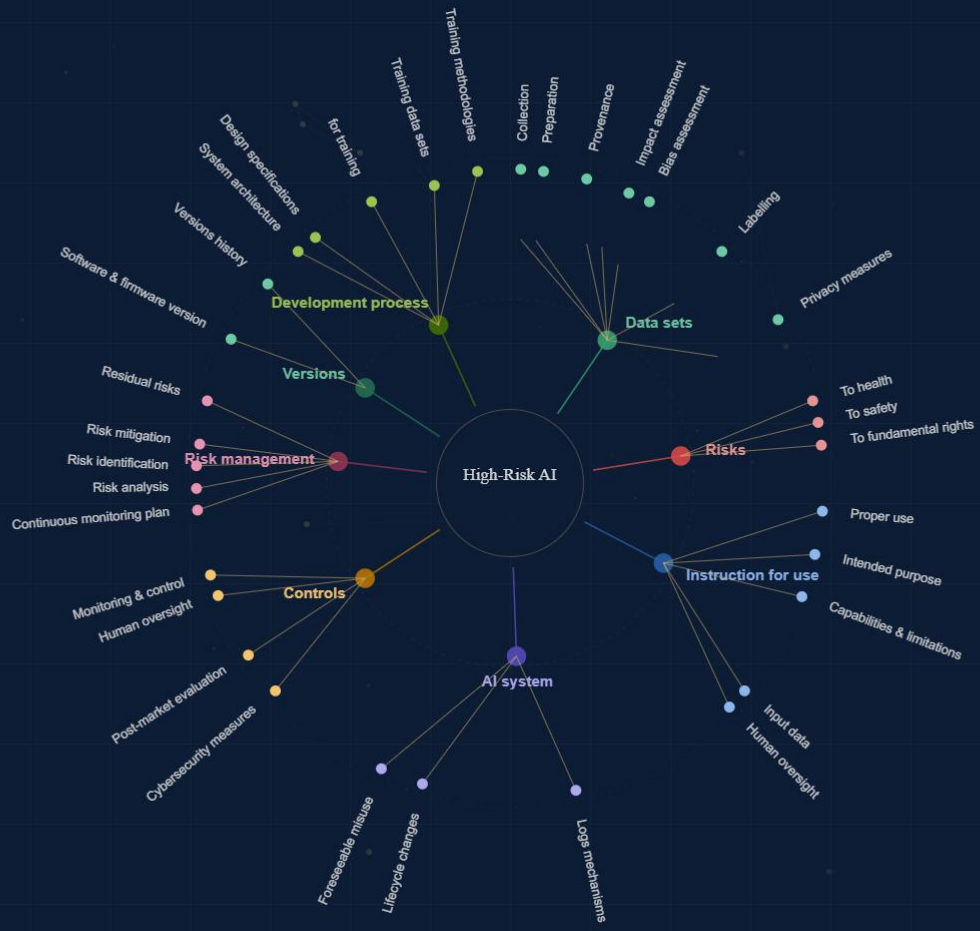 High-Risk AI
Development process
Training methodologies
Training data sets
for training
Design specifications
System architecture
Data sets
Collection
Preparation
Provenance
Impact assessment
Bias assessment
Labelling
Privacy measures
Risks
To health
To safety
To fundamental rights
Instruction for use
Proper use
Intended purpose
Capabilities & limitations
Input data
Human oversight
AI system
Logs mechanisms
Lifecycle changes
Foreseeable misuse
Controls
Cybersecurity measures
Post-market evaluation
Human oversight
Monitoring & control
Risk management
Continuous monitoring plan
Risk analysis
Risk identification
Risk mitigation
Residual risks
Versions
Software & firmware version
Versions history